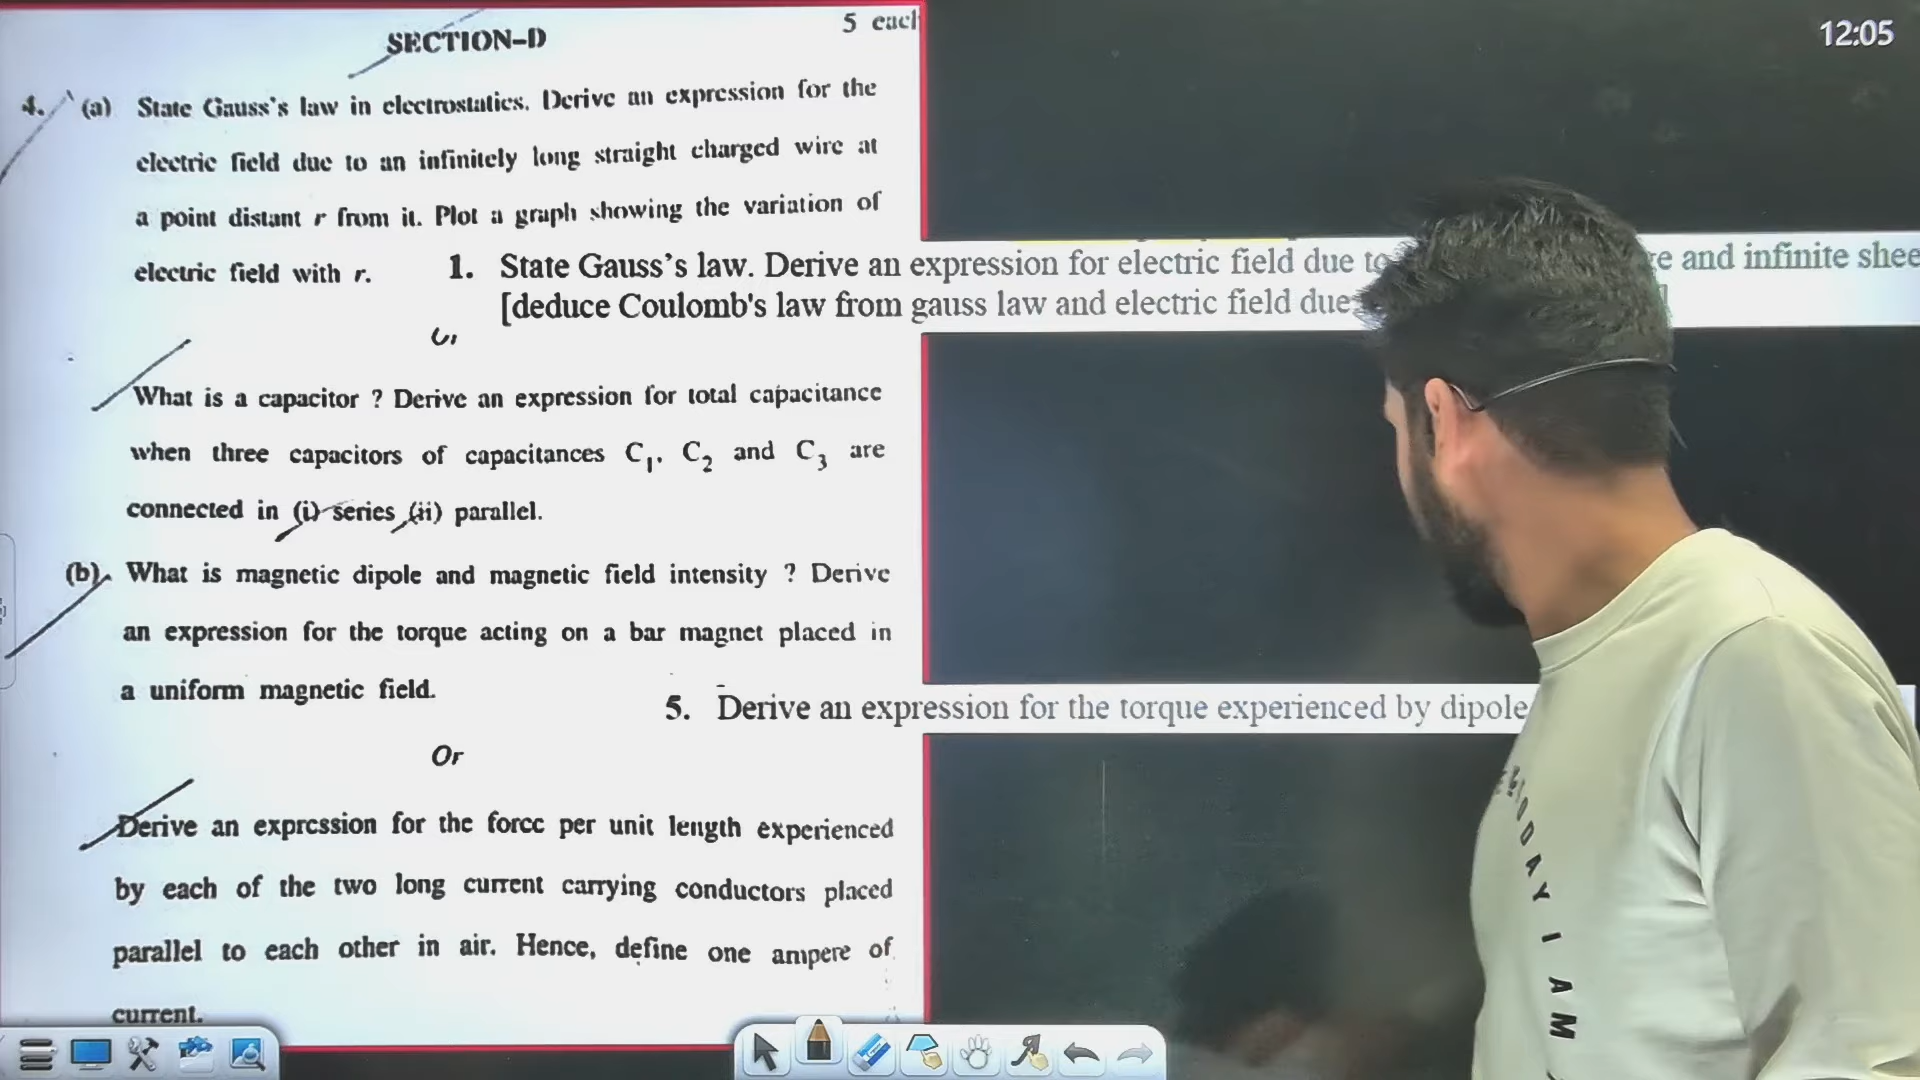 SECTION–D
5 each
12:05
4. (a) State Gauss's law in electrostatics. Derive an expression for the
electric field due to an infinitely long straight charged wire at
a point distant r from it. Plot a graph showing the variation of
electric field with r.
1. State Gauss's law. Derive an expression for electric field due to
and infinite shee
[deduce Coulomb's law from gauss law and electric field due
What is a capacitor ? Derive an expression for total capacitance
when three capacitors of capacitances C₁, C₂ and C₃ are
connected in (i) series (ii) parallel.
(b) What is magnetic dipole and magnetic field intensity ? Derive
an expression for the torque acting on a bar magnet placed in
a uniform magnetic field.
5. Derive an expression for the torque experienced by dipole
Or
Derive an expression for the force per unit length experienced
by each of the two long current carrying conductors placed
parallel to each other in air. Hence, define one ampere of
current.
TODAY I AM